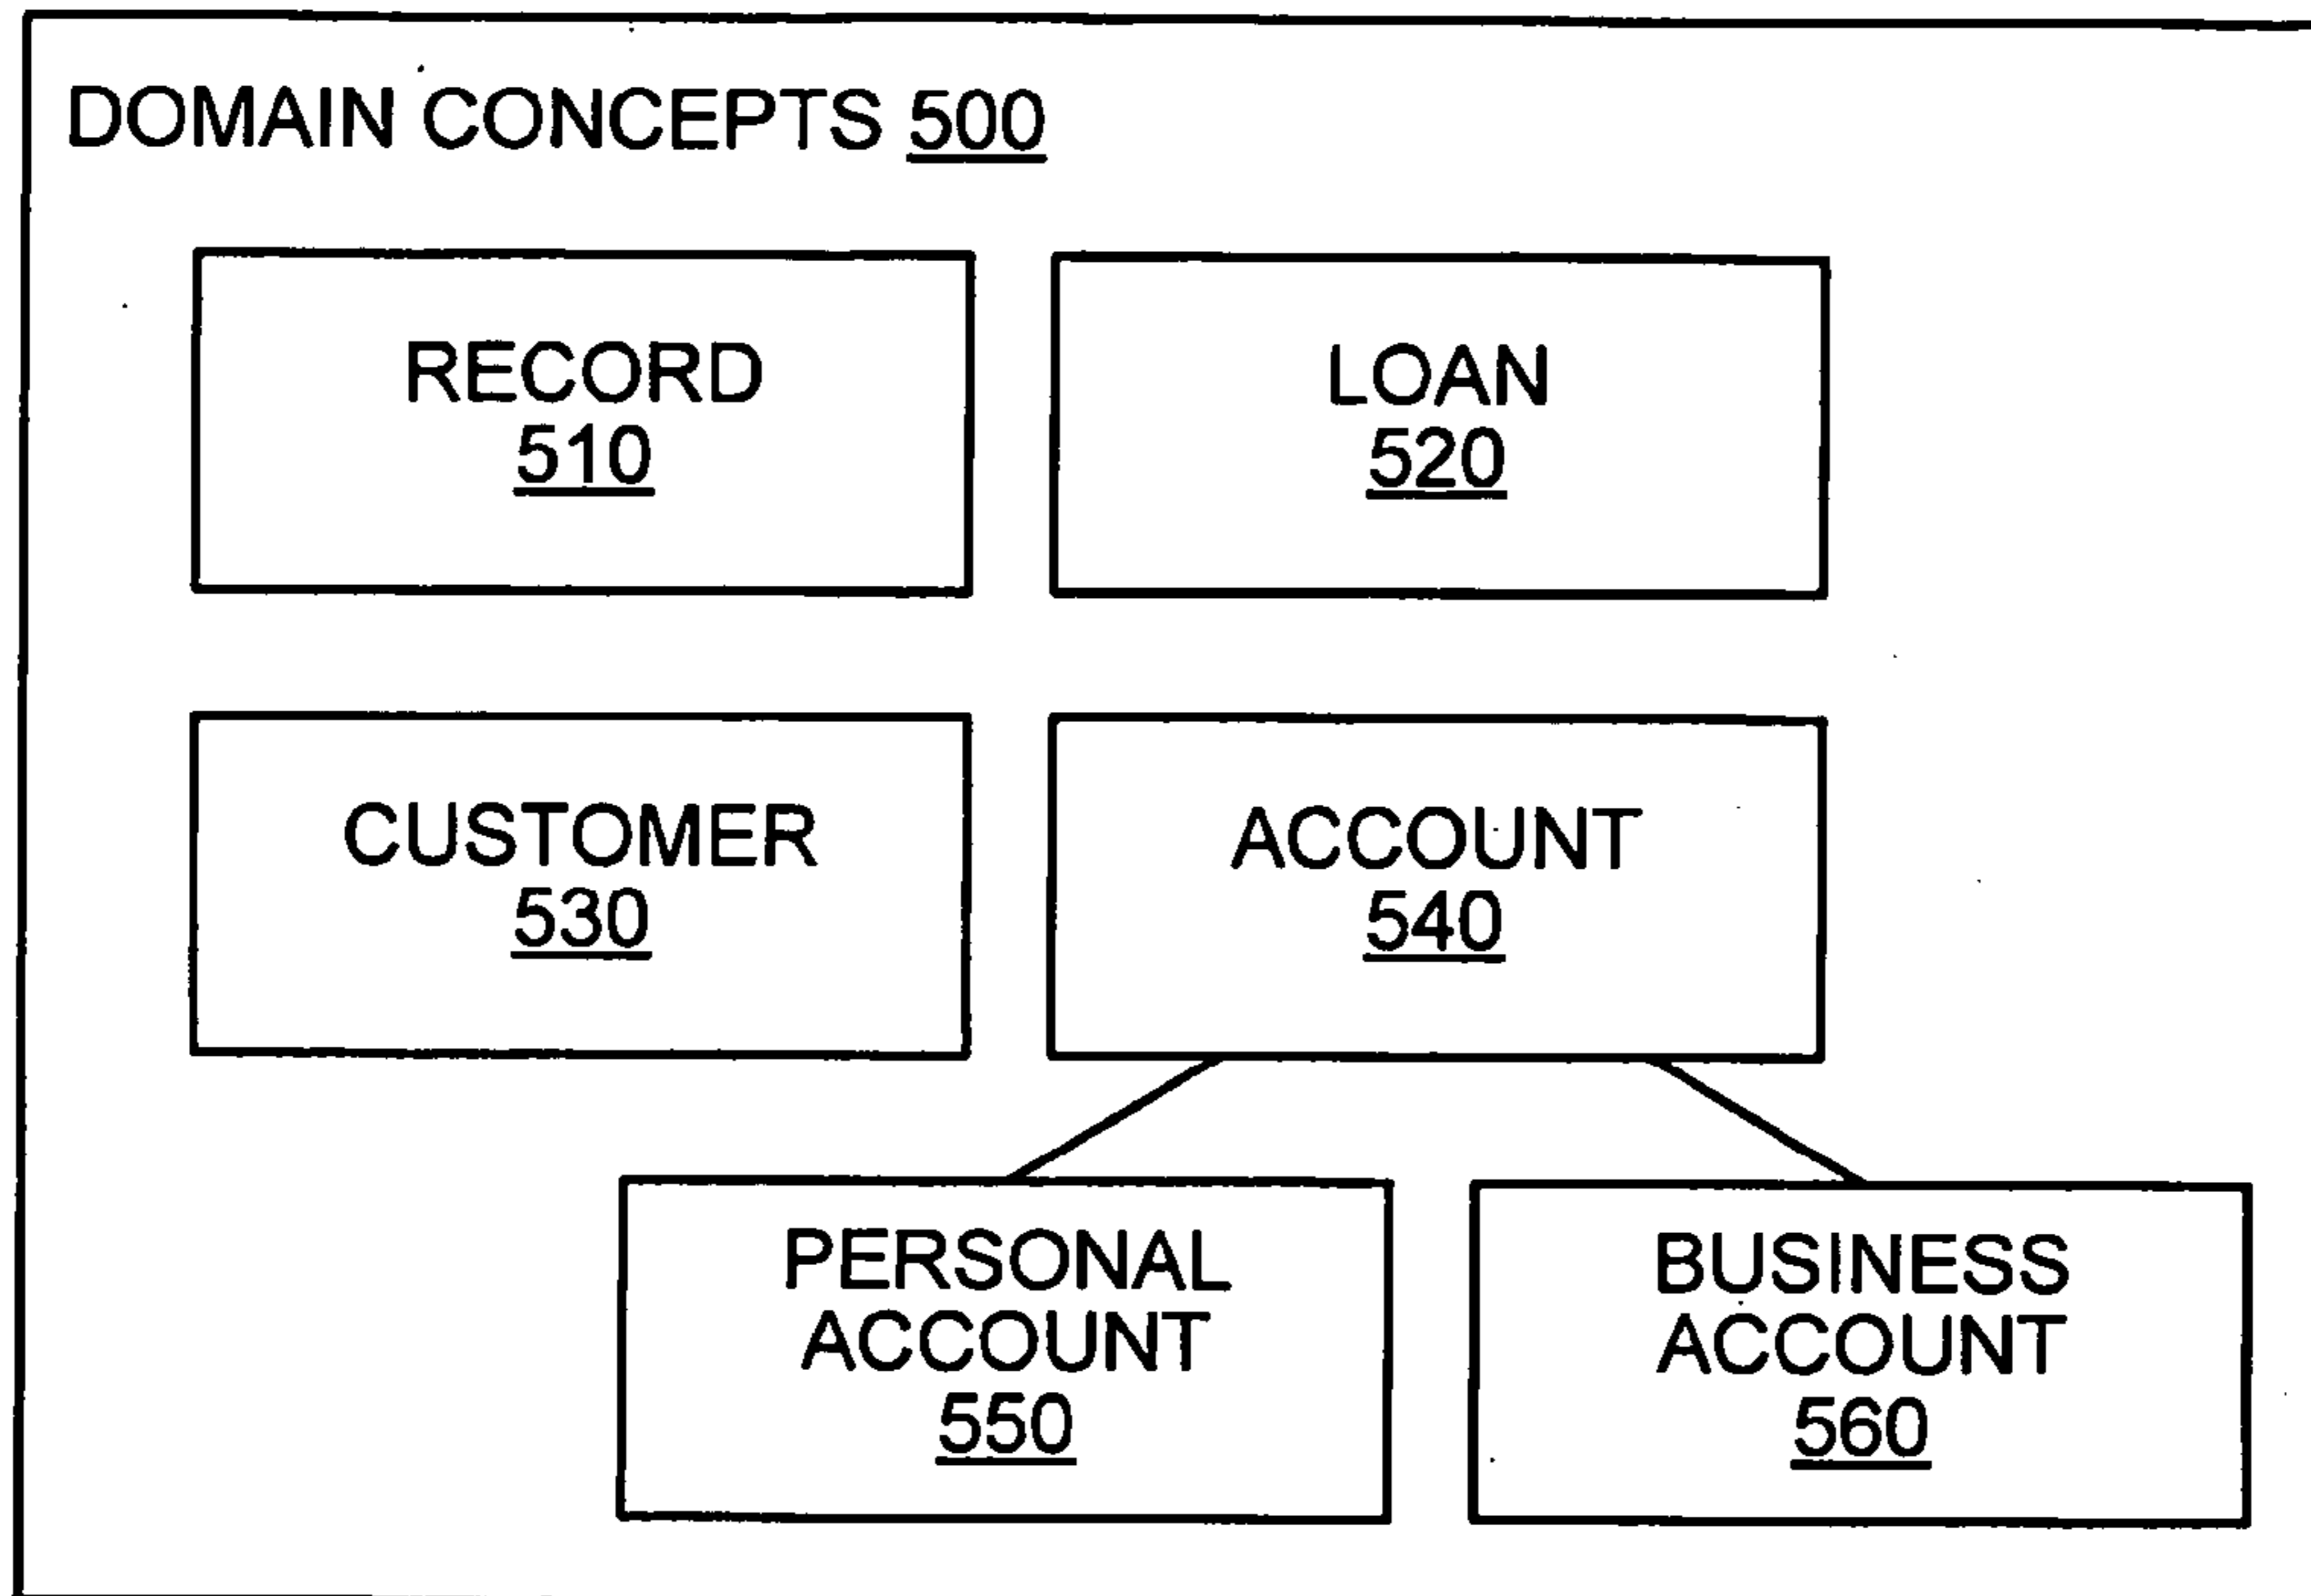 DOMAIN CONCEPTS 500
RECORD
510
LOAN
520
CUSTOMER
530
ACCOUNT
540
PERSONAL
ACCOUNT
550
BUSINESS
ACCOUNT
560